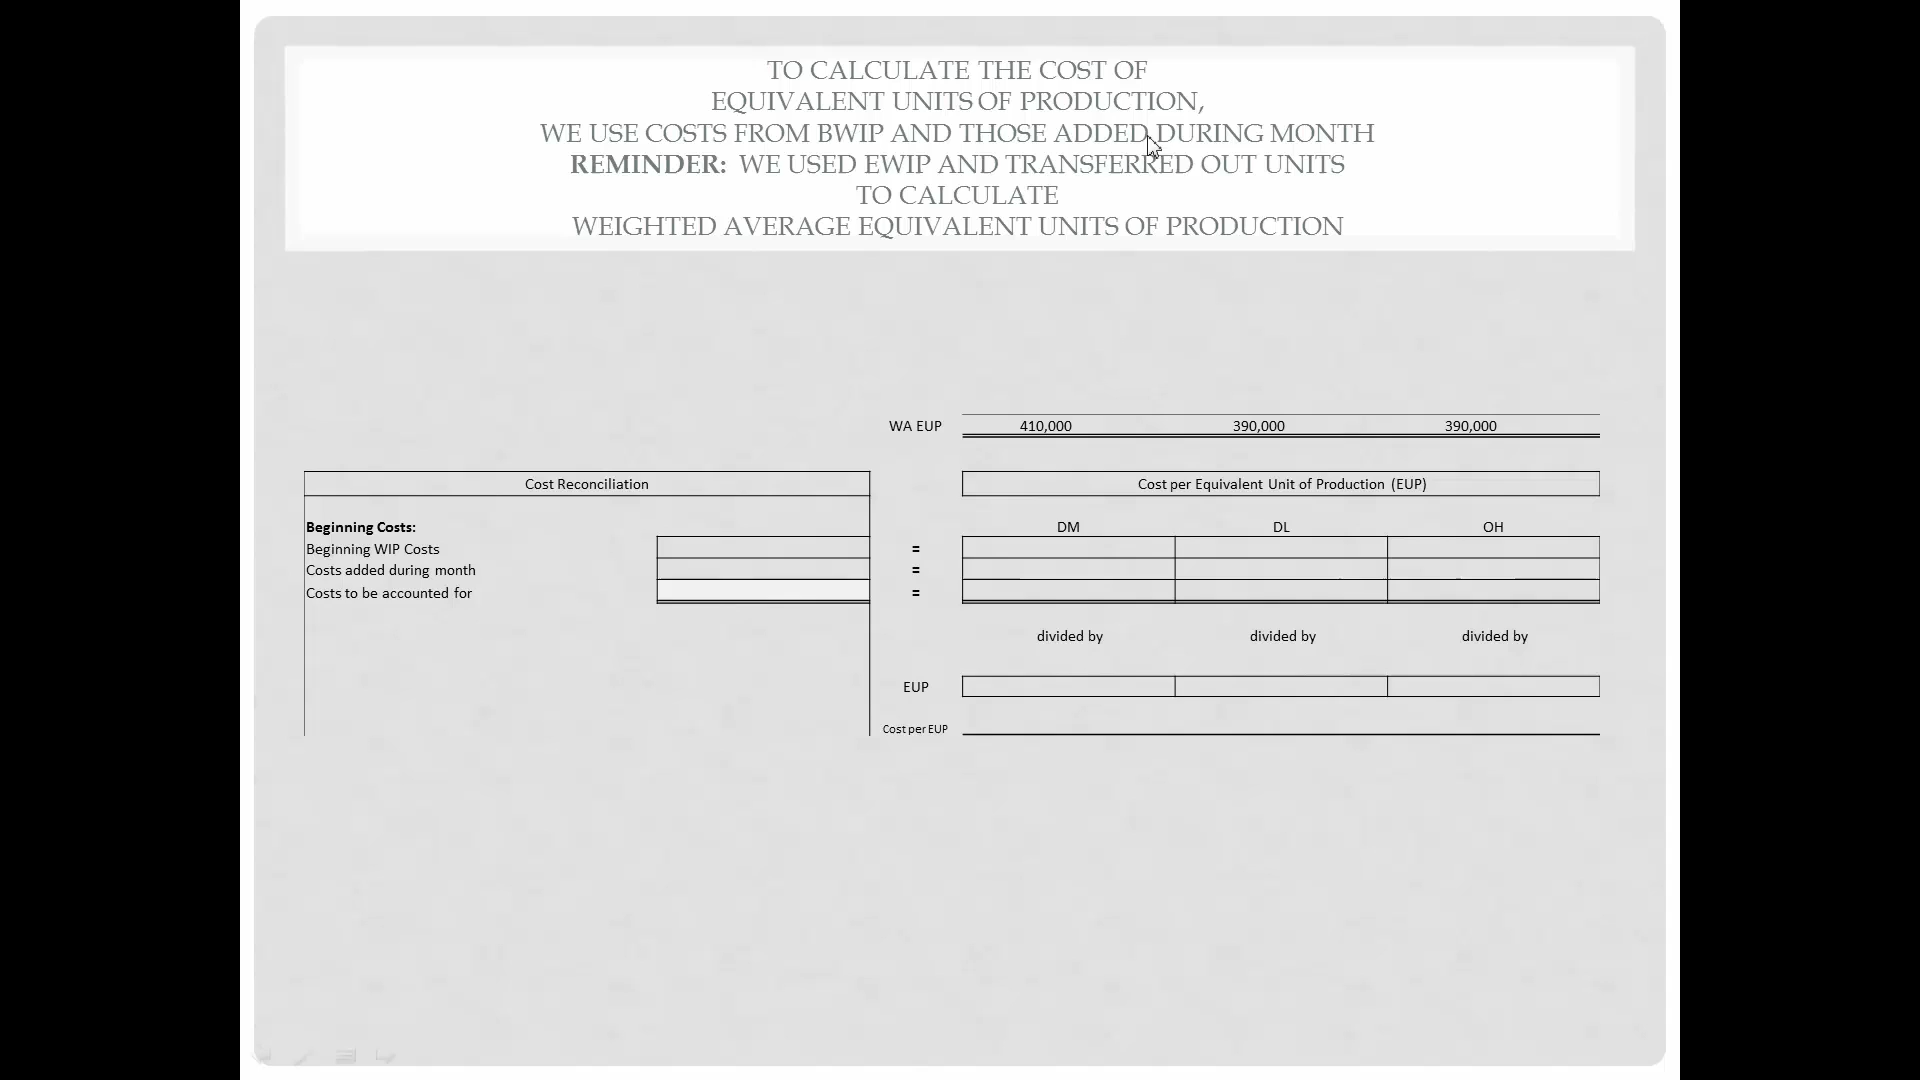 TO CALCULATE THE COST OF
EQUIVALENT UNITS OF PRODUCTION,
WE USE COSTS FROM BWIP AND THOSE ADDED DURING MONTH
REMINDER: WE USED EWIP AND TRANSFERRED OUT UNITS
TO CALCULATE
WEIGHTED AVERAGE EQUIVALENT UNITS OF PRODUCTION
WA EUP 410,000 390,000 390,000
Cost Reconciliation
Cost per Equivalent Unit of Production (EUP)
Beginning Costs: DM DL OH
Beginning WIP Costs =
Costs added during month =
Costs to be accounted for =
divided by divided by divided by
EUP
Cost per EUP